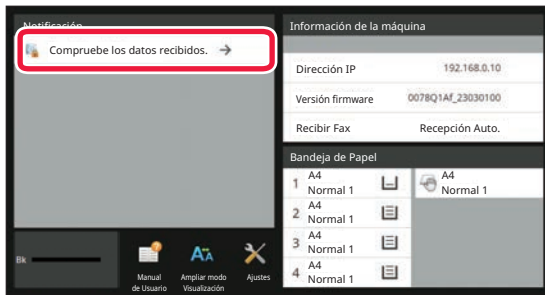 Notificación
Compruebe los datos recibidos.
Bk
Manual
de Usuario
Ampliar modo
Visualización
Ajustes
Información de la máquina
Dirección IP 192.168.0.10
Versión firmware 0078Q1Af_23030100
Recibir Fax Recepción Auto.
Bandeja de Papel
1 A4
Normal 1
2 A4
Normal 1
3 A4
Normal 1
4 A4
Normal 1
A4
Normal 1